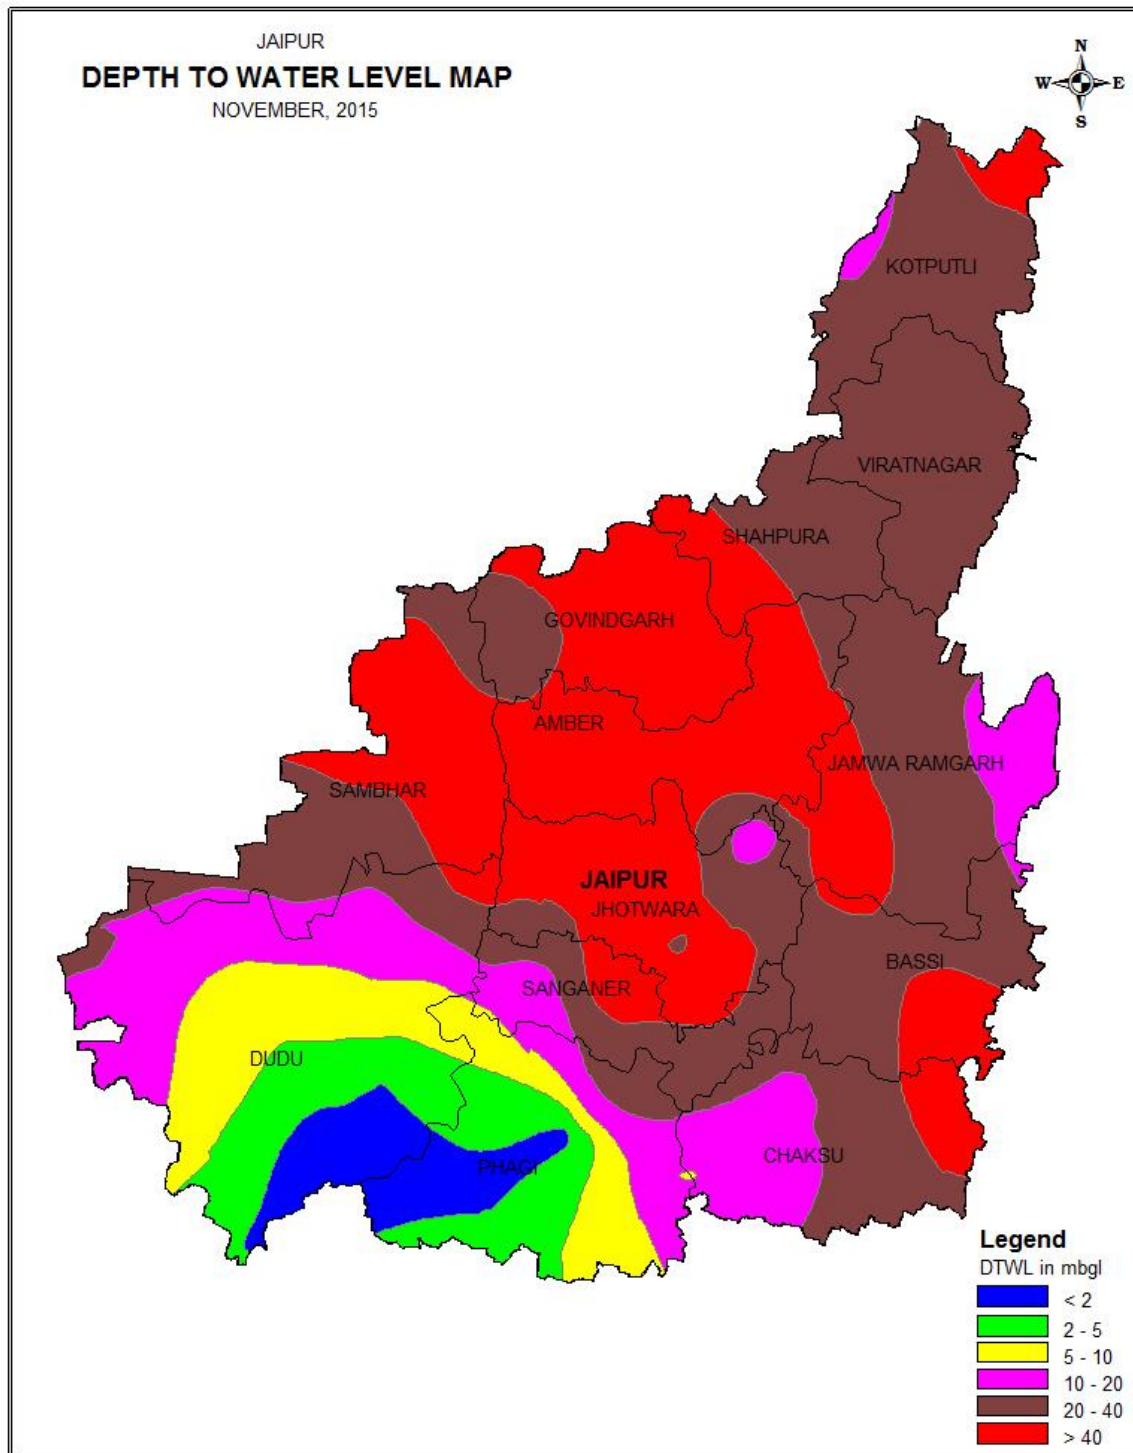 JAIPUR
DEPTH TO WATER LEVEL MAP
NOVEMBER, 2015
N
W E
S
KOTPUTLI
VIRATNAGAR
SHAHPURA
GOVINDGARH
AMBER
JAMWA RAMGARH
SAMBHAR
JAIPUR
JHOTWARA
BASSI
SANGANER
DUDU
CHAKSU
PHAGI
Legend
DTWL in mbgl
< 2
2 - 5
5 - 10
10 - 20
20 - 40
> 40